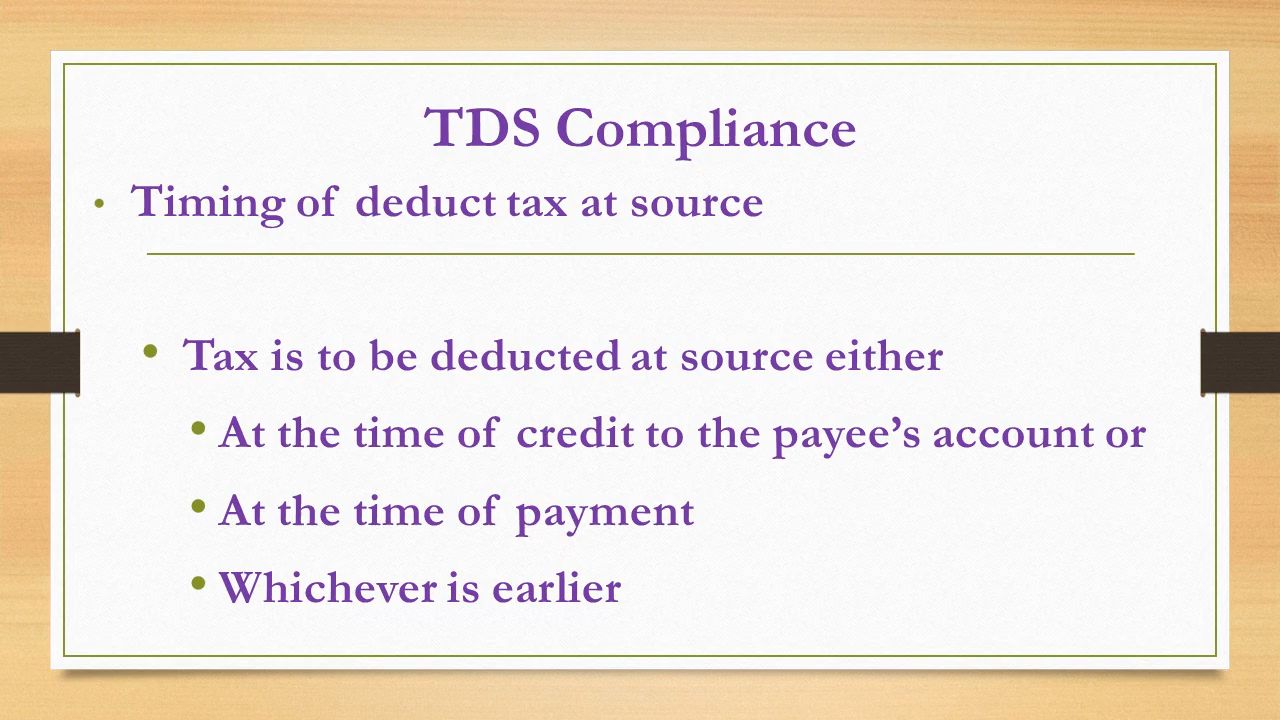 TDS Compliance
• Timing of deduct tax at source
• Tax is to be deducted at source either
• At the time of credit to the payee’s account or
• At the time of payment
• Whichever is earlier